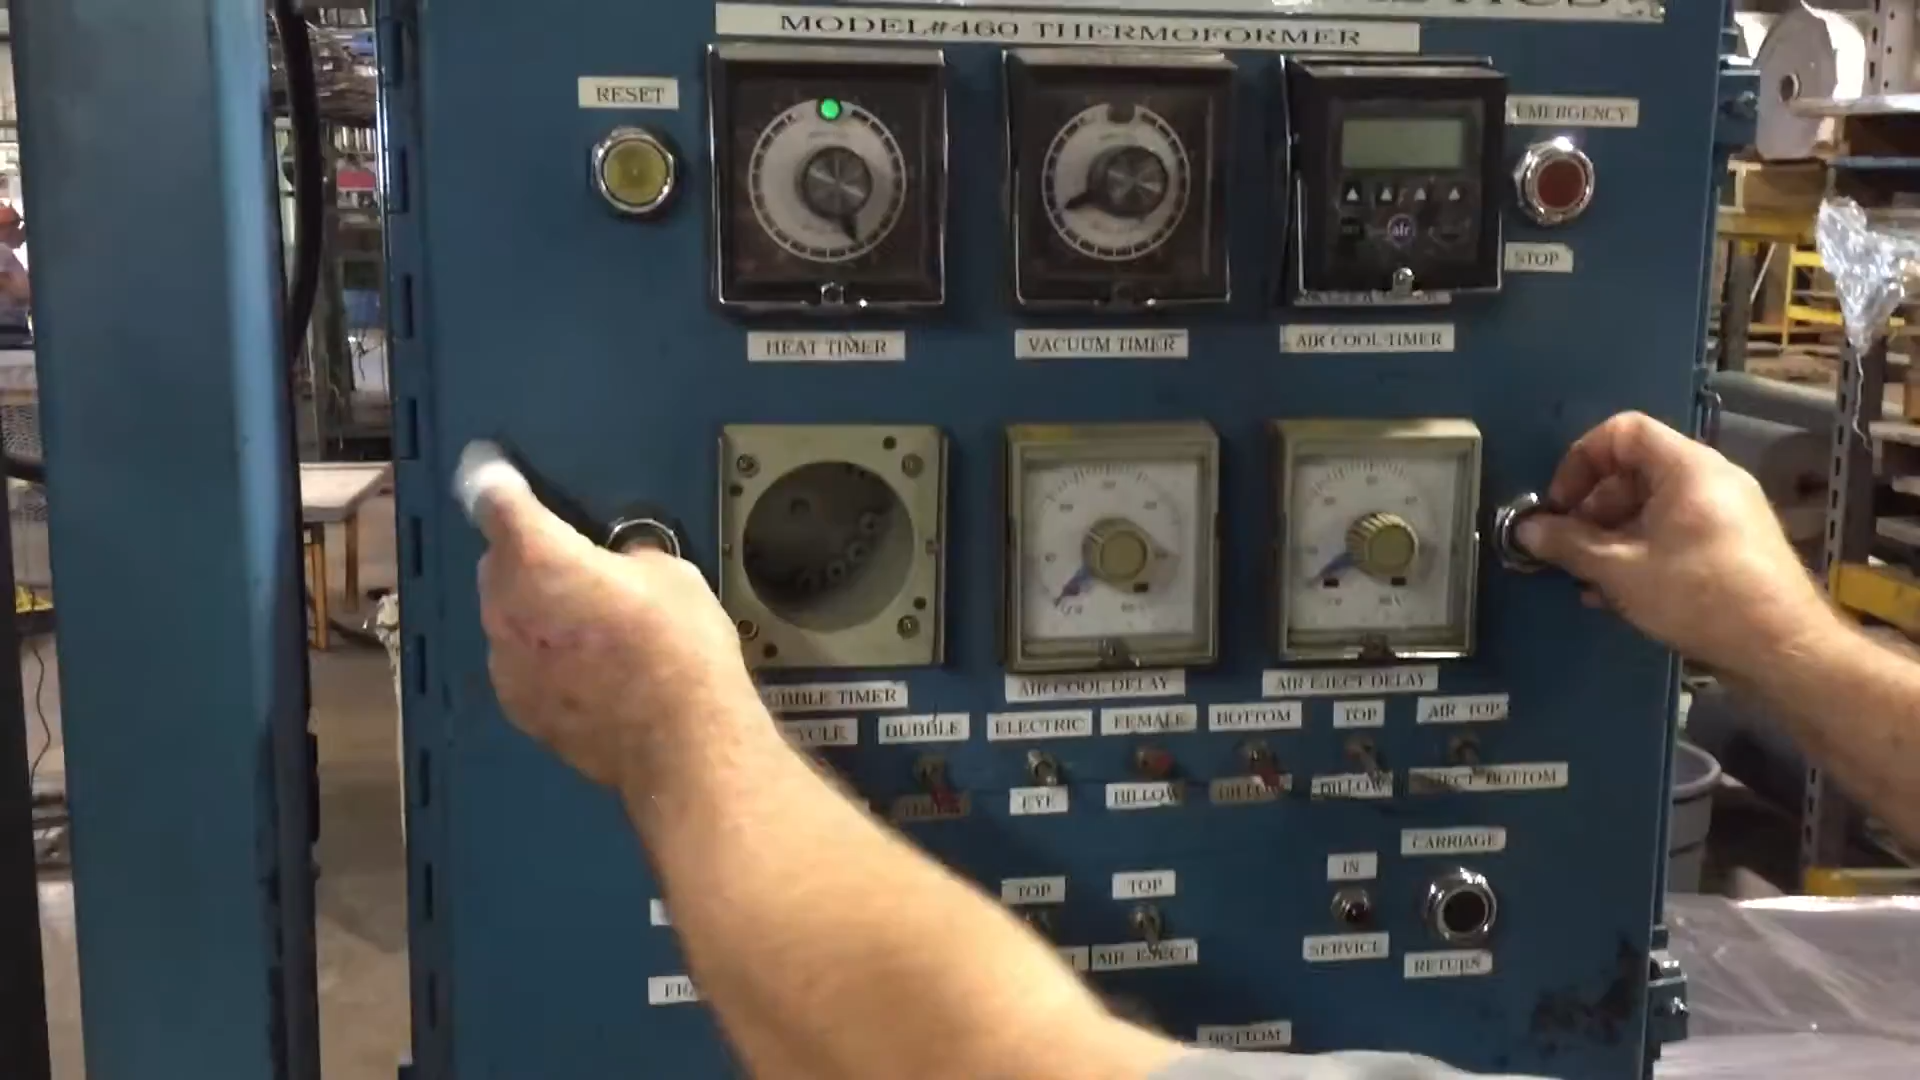 MODEL#460 THERMOFORMER
RESET
EMERGENCY
STOP
HEAT TIMER
VACUUM TIMER
AIR COOL TIMER
air
AIR COOL DELAY
AIR EJECT DELAY
TIMER
BUBBLE
ELECTRIC
FEMALE
BOTTOM
TOP
AIR TOP
EYE
BILLOW
BILLOW
BILLOW
BOTTOM
CARRIAGE
IN
TOP
TOP
AIR EJECT
SERVICE
RETURN
BOTTOM